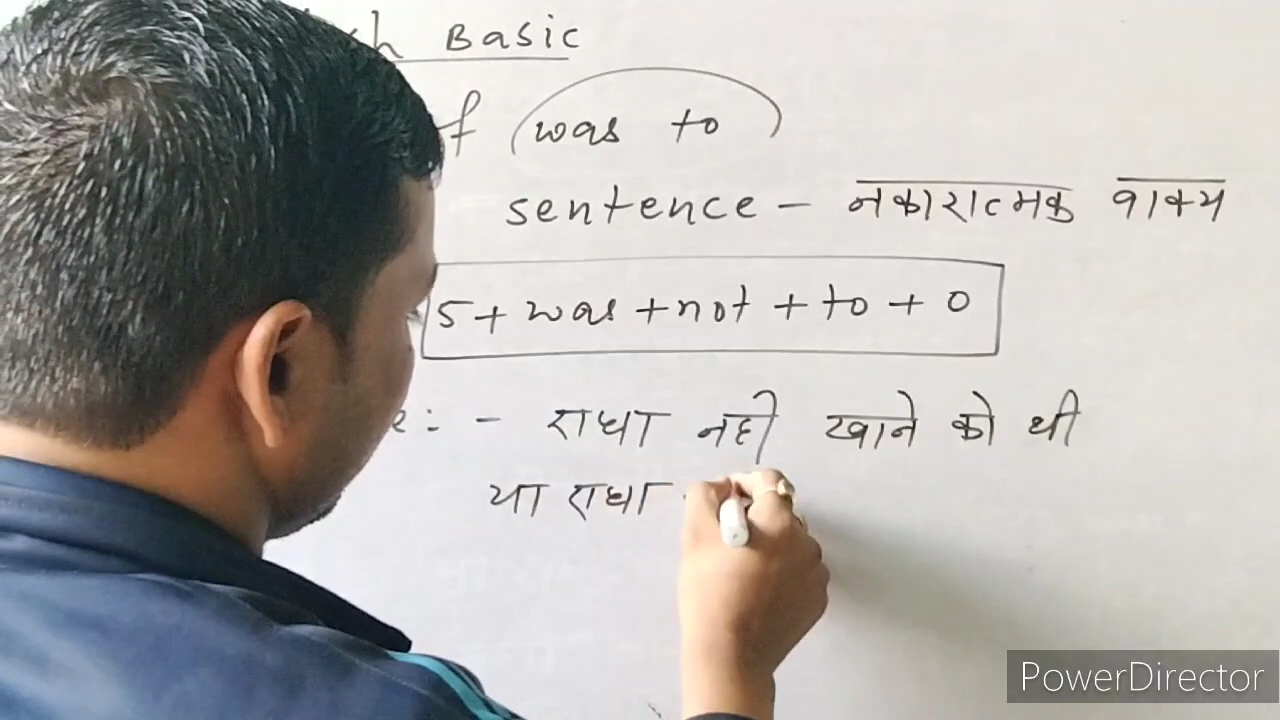 Basic
f was to
sentence - नकारात्मक वाक्य
S + was + not + to + O
e : - राधा नही खाने को थी
या राधा
PowerDirector